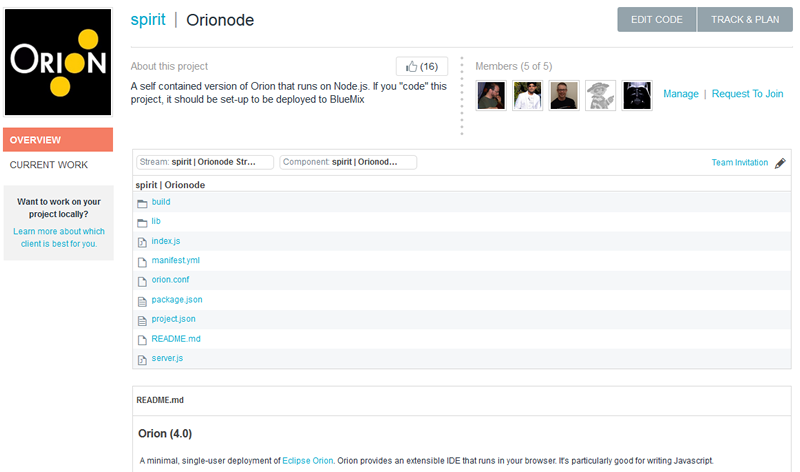 ORION
spirit | Orionode
EDIT CODE
TRACK & PLAN
About this project
(16)
A self contained version of Orion that runs on Node.js. If you "code" this
project, it should be set-up to be deployed to BlueMix
Members (5 of 5)
Manage | Request To Join
OVERVIEW
CURRENT WORK
Want to work on your
project locally?
Learn more about which
client is best for you.
Stream: spirit | Orionode Str...
Component: spirit | Orionod...
Team Invitation
spirit | Orionode
build
lib
index.js
manifest.yml
orion.conf
package.json
project.json
README.md
server.js
README.md
Orion (4.0)
A minimal, single-user deployment of Eclipse Orion. Orion provides an extensible IDE that runs in your browser. It's particularly good for writing Javascript.